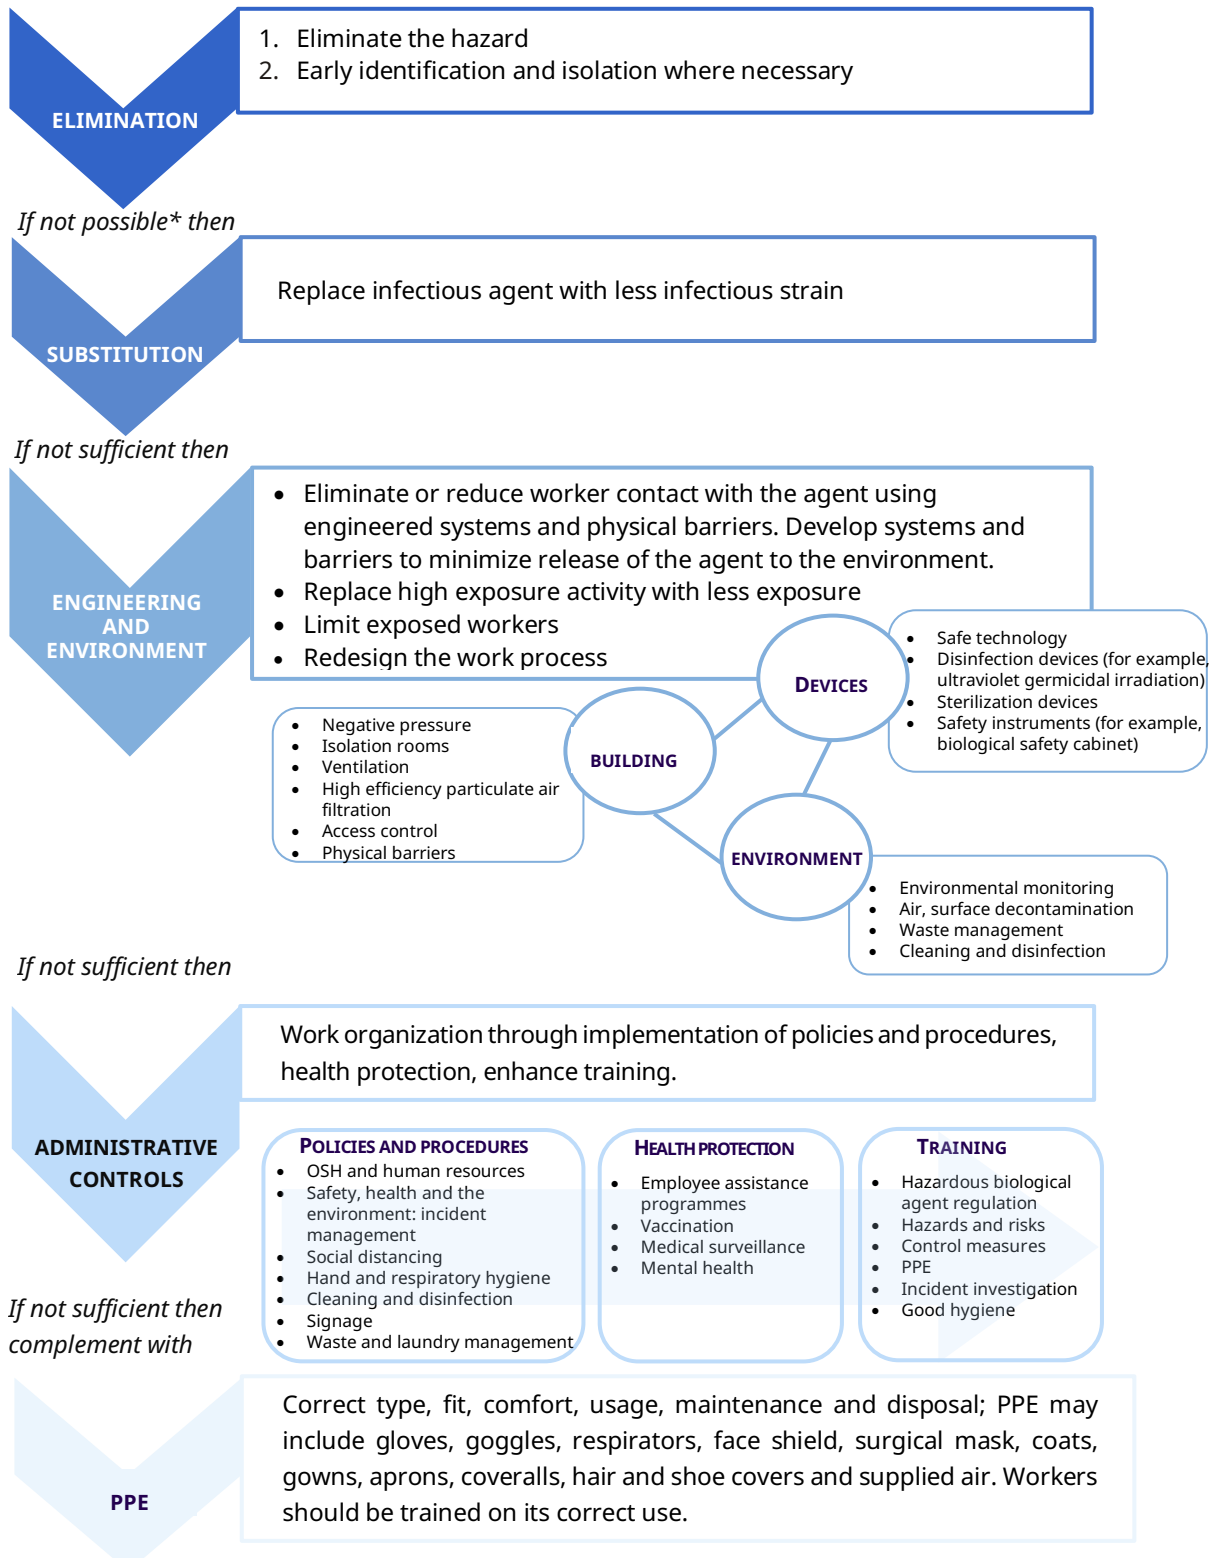 1. Eliminate the hazard
2. Early identification and isolation where necessary
ELIMINATION
If not possible* then
Replace infectious agent with less infectious strain
SUBSTITUTION
If not sufficient then
• Eliminate or reduce worker contact with the agent using
engineered systems and physical barriers. Develop systems and
barriers to minimize release of the agent to the environment.
• Replace high exposure activity with less exposure
• Limit exposed workers
• Redesign the work process
ENGINEERING
AND
ENVIRONMENT
DEVICES
• Safe technology
• Disinfection devices (for example,
ultraviolet germicidal irradiation)
• Sterilization devices
• Safety instruments (for example,
biological safety cabinet)
BUILDING
• Negative pressure
• Isolation rooms
• Ventilation
• High efficiency particulate air
filtration
• Access control
• Physical barriers
ENVIRONMENT
• Environmental monitoring
• Air, surface decontamination
• Waste management
• Cleaning and disinfection
If not sufficient then
Work organization through implementation of policies and procedures,
health protection, enhance training.
ADMINISTRATIVE
CONTROLS
POLICIES AND PROCEDURES
• OSH and human resources
• Safety, health and the
environment: incident
management
• Social distancing
• Hand and respiratory hygiene
• Cleaning and disinfection
• Signage
• Waste and laundry management
HEALTH PROTECTION
• Employee assistance
programmes
• Vaccination
• Medical surveillance
• Mental health
TRAINING
• Hazardous biological
agent regulation
• Hazards and risks
• Control measures
• PPE
• Incident investigation
• Good hygiene
If not sufficient then
complement with
Correct type, fit, comfort, usage, maintenance and disposal; PPE may
include gloves, goggles, respirators, face shield, surgical mask, coats,
gowns, aprons, coveralls, hair and shoe covers and supplied air. Workers
should be trained on its correct use.
PPE